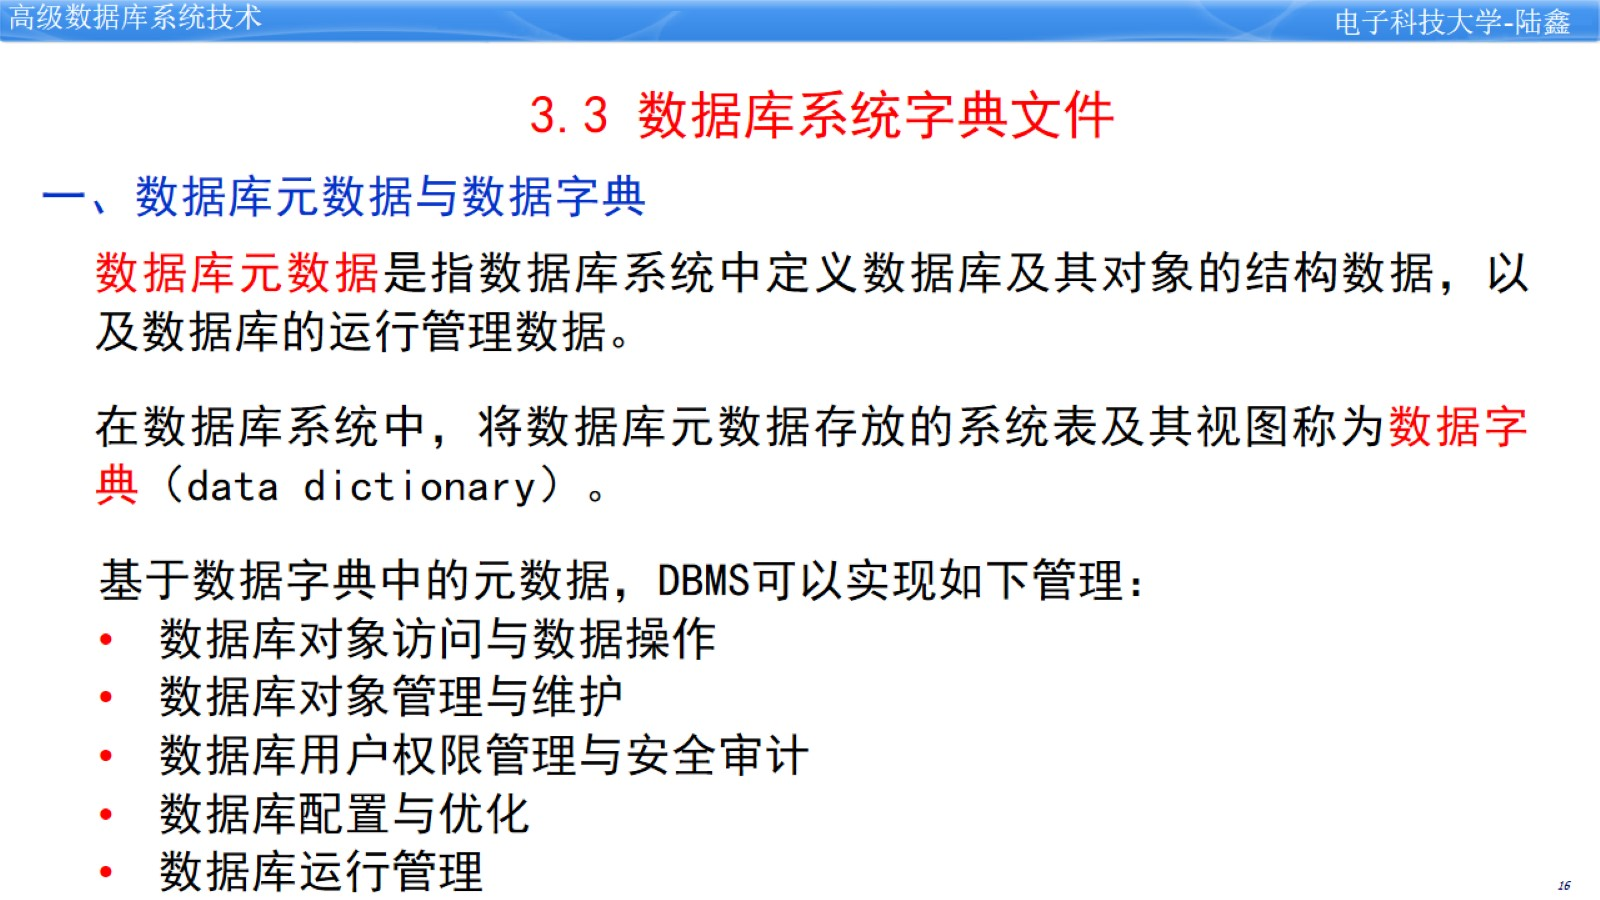 高级数据库系统技术
电子科技大学-陆鑫
3.3 数据库系统字典文件
一、数据库元数据与数据字典
数据库元数据是指数据库系统中定义数据库及其对象的结构数据，以
及数据库的运行管理数据。
在数据库系统中，将数据库元数据存放的系统表及其视图称为数据字
典（data dictionary）。
基于数据字典中的元数据，DBMS可以实现如下管理：
• 数据库对象访问与数据操作
• 数据库对象管理与维护
• 数据库用户权限管理与安全审计
• 数据库配置与优化
• 数据库运行管理
16